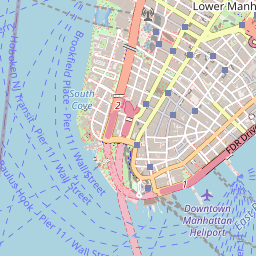 Lower Manh
South
Cove
2
FDR Driv
Brookfield Place - Pier 11 / Wall Street
Hoboken NJ Transit - Pier 11 / Wall Street
Paulus Hook - Pier 11 / Wall Street
Downtown
Manhattan
Heliport